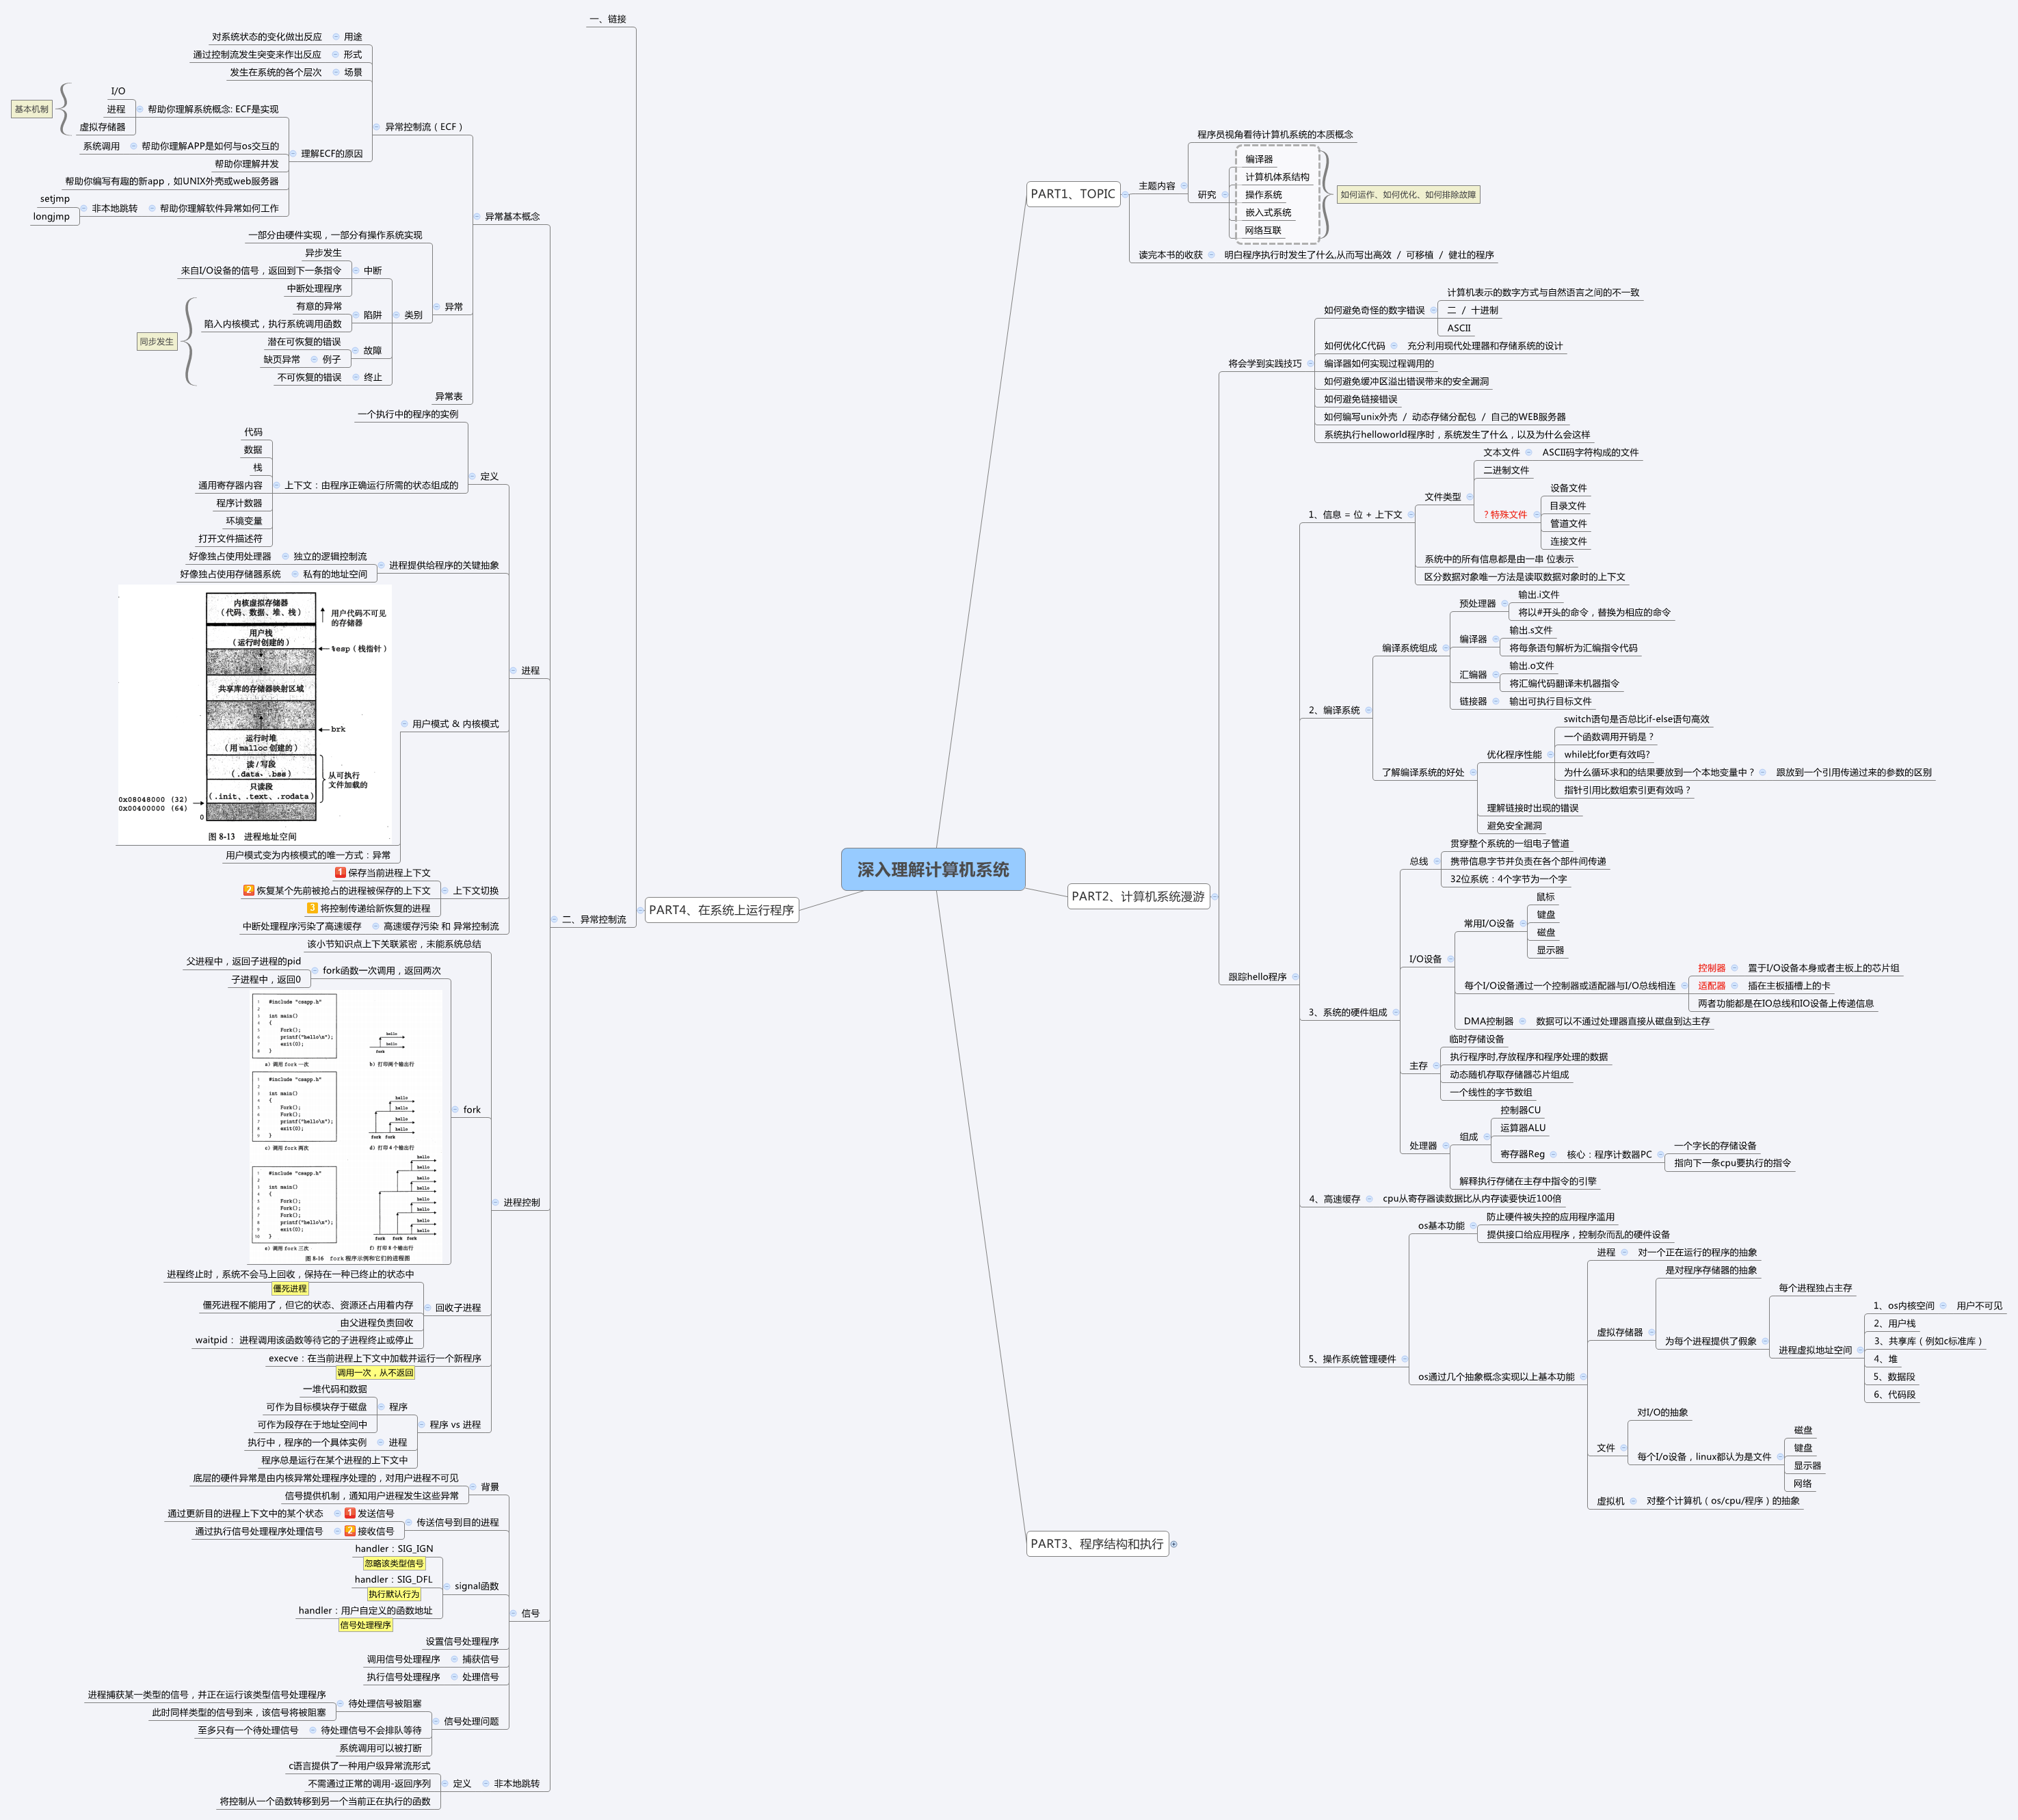 深入理解计算机系统
PART1、TOPIC
主题内容
程序员视角看待计算机系统的本质概念
研究
编译器
计算机体系结构
操作系统
嵌入式系统
网络互联
如何运作、如何优化、如何排除故障
读完本书的收获
明白程序执行时发生了什么,从而写出高效 / 可移植 / 健壮的程序
PART2、计算机系统漫游
将会学到实践技巧
如何避免奇怪的数字错误
计算机表示的数字方式与自然语言之间的不一致
二 / 十进制
ASCII
如何优化C代码
充分利用现代处理器和存储系统的设计
编译器如何实现过程调用的
如何避免缓冲区溢出错误带来的安全漏洞
如何避免链接错误
如何编写unix外壳 / 动态存储分配包 / 自己的WEB服务器
系统执行helloworld程序时，系统发生了什么，以及为什么会这样
跟踪hello程序
1、信息 = 位 + 上下文
文件类型
文本文件
ASCII码字符构成的文件
二进制文件
？特殊文件
设备文件
目录文件
管道文件
连接文件
系统中的所有信息都是由一串 位表示
区分数据对象唯一方法是读取数据对象时的上下文
2、编译系统
编译系统组成
预处理器
输出.i文件
将以#开头的命令，替换为相应的命令
编译器
输出.s文件
将每条语句解析为汇编指令代码
汇编器
输出.o文件
将汇编代码翻译未机器指令
链接器
输出可执行目标文件
了解编译系统的好处
优化程序性能
switch语句是否总比if-else语句高效
一个函数调用开销是？
while比for更有效吗?
为什么循环求和的结果要放到一个本地变量中？
跟放到一个引用传递过来的参数的区别
指针引用比数组索引更有效吗？
理解链接时出现的错误
避免安全漏洞
3、系统的硬件组成
总线
贯穿整个系统的一组电子管道
携带信息字节并负责在各个部件间传递
32位系统：4个字节为一个字
I/O设备
常用I/O设备
鼠标
键盘
磁盘
显示器
每个I/O设备通过一个控制器或适配器与I/O总线相连
控制器
置于I/O设备本身或者主板上的芯片组
适配器
插在主板插槽上的卡
两者功能都是在IO总线和IO设备上传递信息
DMA控制器
数据可以不通过处理器直接从磁盘到达主存
主存
临时存储设备
执行程序时,存放程序和程序处理的数据
动态随机存取存储器芯片组成
一个线性的字节数组
处理器
组成
控制器CU
运算器ALU
寄存器Reg
核心：程序计数器PC
一个字长的存储设备
指向下一条cpu要执行的指令
解释执行存储在主存中指令的引擎
4、高速缓存
cpu从寄存器读数据比从内存读要快近100倍
5、操作系统管理硬件
os基本功能
防止硬件被失控的应用程序滥用
提供接口给应用程序，控制杂而乱的硬件设备
os通过几个抽象概念实现以上基本功能
进程
对一个正在运行的程序的抽象
虚拟存储器
是对程序存储器的抽象
为每个进程提供了假象
每个进程独占主存
进程虚拟地址空间
1、os内核空间
用户不可见
2、用户栈
3、共享库（例如c标准库）
4、堆
5、数据段
6、代码段
文件
对I/O的抽象
每个I/o设备，linux都认为是文件
磁盘
键盘
显示器
网络
虚拟机
对整个计算机（os/cpu/程序）的抽象
PART3、程序结构和执行
PART4、在系统上运行程序
一、链接
二、异常控制流
异常基本概念
异常控制流（ECF）
用途
对系统状态的变化做出反应
形式
通过控制流发生突变来作出反应
场景
发生在系统的各个层次
理解ECF的原因
帮助你理解系统概念: ECF是实现
I/O
进程
虚拟存储器
基本机制
帮助你理解APP是如何与os交互的
系统调用
帮助你理解并发
帮助你编写有趣的新app，如UNIX外壳或web服务器
帮助你理解软件异常如何工作
非本地跳转
setjmp
longjmp
异常
一部分由硬件实现，一部分有操作系统实现
类别
中断
异步发生
来自I/O设备的信号，返回到下一条指令
中断处理程序
陷阱
有意的异常
陷入内核模式，执行系统调用函数
故障
潜在可恢复的错误
例子
缺页异常
终止
不可恢复的错误
同步发生
异常表
进程
定义
一个执行中的程序的实例
上下文：由程序正确运行所需的状态组成的
代码
数据
栈
通用寄存器内容
程序计数器
环境变量
打开文件描述符
进程提供给程序的关键抽象
独立的逻辑控制流
好像独占使用处理器
私有的地址空间
好像独占使用存储器系统
用户模式 & 内核模式
内核虚拟存储器
（代码、数据、堆、栈）
用户代码不可见
的存储器
用户栈
（运行时创建的）
%esp（栈指针）
共享库的存储器映射区域
brk
运行时堆
（用 malloc 创建的）
读 / 写段
（.data、.bss）
只读段
（.init、.text、.rodata）
从可执行
文件加载的
0x08048000 (32)
0x00400000 (64)
0
图 8-13 进程地址空间
用户模式变为内核模式的唯一方式：异常
上下文切换
1 保存当前进程上下文
2 恢复某个先前被抢占的进程被保存的上下文
3 将控制传递给新恢复的进程
高速缓存污染 和 异常控制流
中断处理程序污染了高速缓存
进程控制
该小节知识点上下关联紧密，未能系统总结
fork
fork函数一次调用，返回两次
父进程中，返回子进程的pid
子进程中，返回0
1 #include "csapp.h"
2
3 int main()
4 {
5 Fork();
6 printf("hello\n");
7 exit(0);
8 }
a）调用 fork 一次
hello
hello
fork
b）打印两个输出行
1 #include "csapp.h"
2
3 int main()
4 {
5 Fork();
6 Fork();
7 printf("hello\n");
8 exit(0);
9 }
c）调用 fork 两次
hello
hello
hello
hello
fork fork
d）打印 4 个输出行
1 #include "csapp.h"
2
3 int main()
4 {
5 Fork();
6 Fork();
7 Fork();
8 printf("hello\n");
9 exit(0);
10 }
e）调用 fork 三次
hello
hello
hello
hello
hello
hello
hello
hello
fork fork fork
f）打印 8 个输出行
图 8-16 fork 程序示例和它们的进程图
回收子进程
进程终止时，系统不会马上回收，保持在一种已终止的状态中
僵死进程
僵死进程不能用了，但它的状态、资源还占用着内存
由父进程负责回收
waitpid： 进程调用该函数等待它的子进程终止或停止
execve：在当前进程上下文中加载并运行一个新程序
调用一次，从不返回
程序 vs 进程
程序
一堆代码和数据
可作为目标模块存于磁盘
可作为段存在于地址空间中
进程
执行中，程序的一个具体实例
程序总是运行在某个进程的上下文中
信号
背景
底层的硬件异常是由内核异常处理程序处理的，对用户进程不可见
信号提供机制，通知用户进程发生这些异常
传送信号到目的进程
1 发送信号
通过更新目的进程上下文中的某个状态
2 接收信号
通过执行信号处理程序处理信号
signal函数
handler：SIG_IGN
忽略该类型信号
handler：SIG_DFL
执行默认行为
handler：用户自定义的函数地址
信号处理程序
设置信号处理程序
捕获信号
调用信号处理程序
处理信号
执行信号处理程序
信号处理问题
待处理信号被阻塞
进程捕获某一类型的信号，并正在运行该类型信号处理程序
此时同样类型的信号到来，该信号将被阻塞
待处理信号不会排队等待
至多只有一个待处理信号
系统调用可以被打断
非本地跳转
定义
c语言提供了一种用户级异常流形式
不需通过正常的调用-返回序列
将控制从一个函数转移到另一个当前正在执行的函数